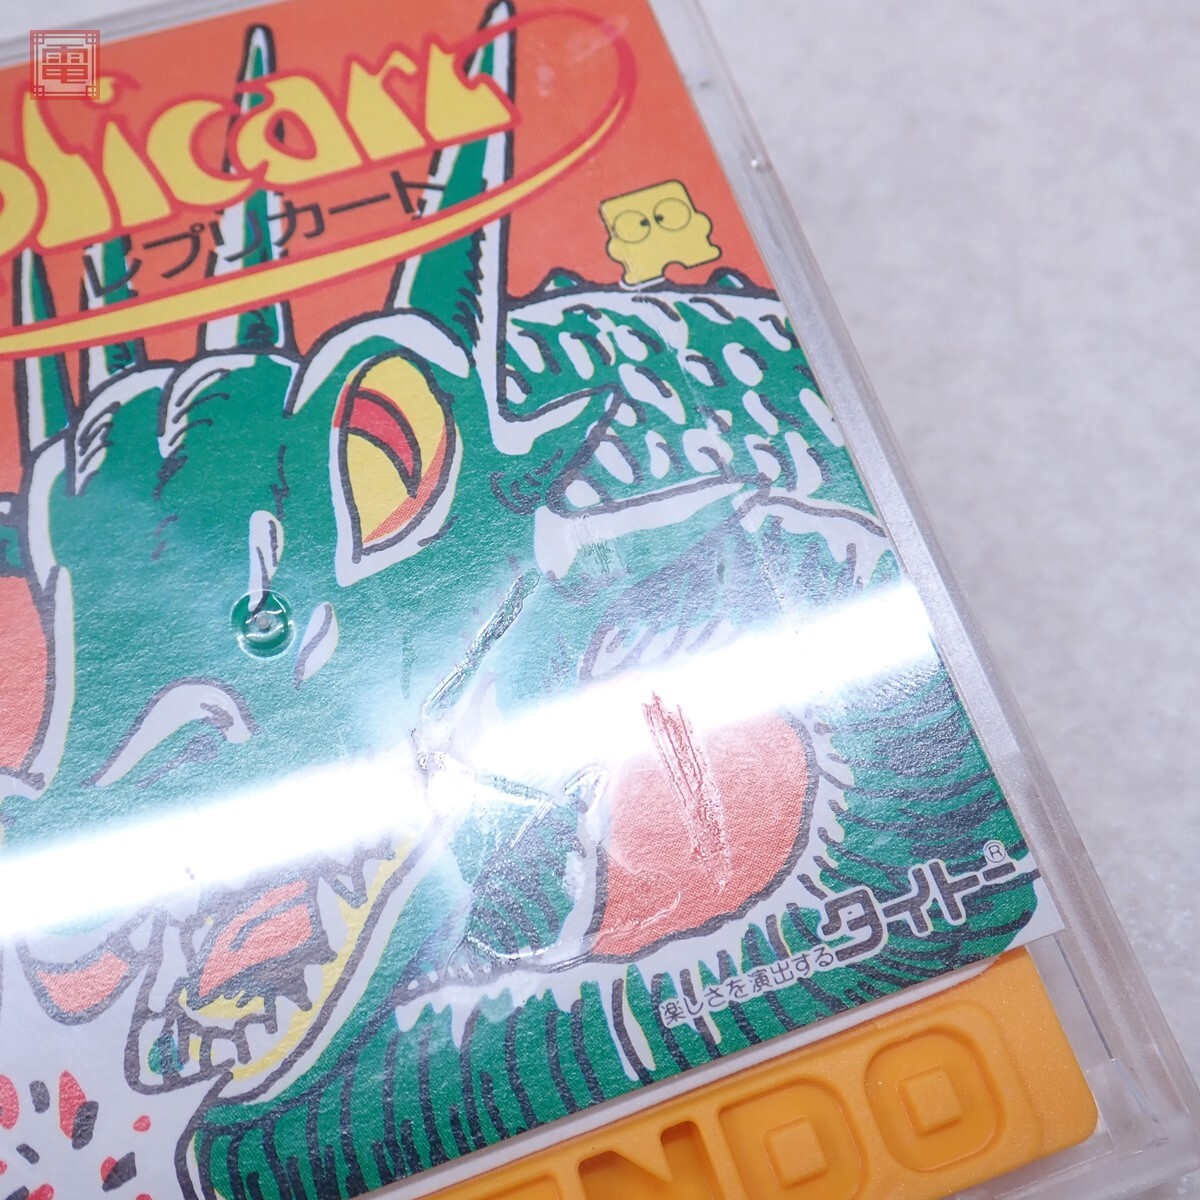 電
plicart
レプリカート
楽しさを演出する タイトー®
NDO